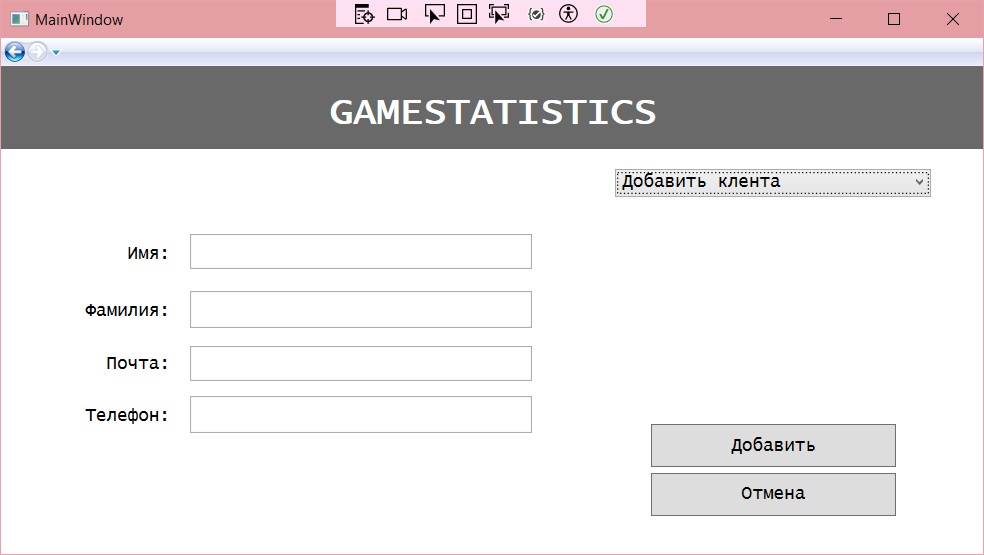 MainWindow
GAMESTATISTICS
Добавить клента
Имя:
Фамилия:
Почта:
Телефон:
Добавить
Отмена